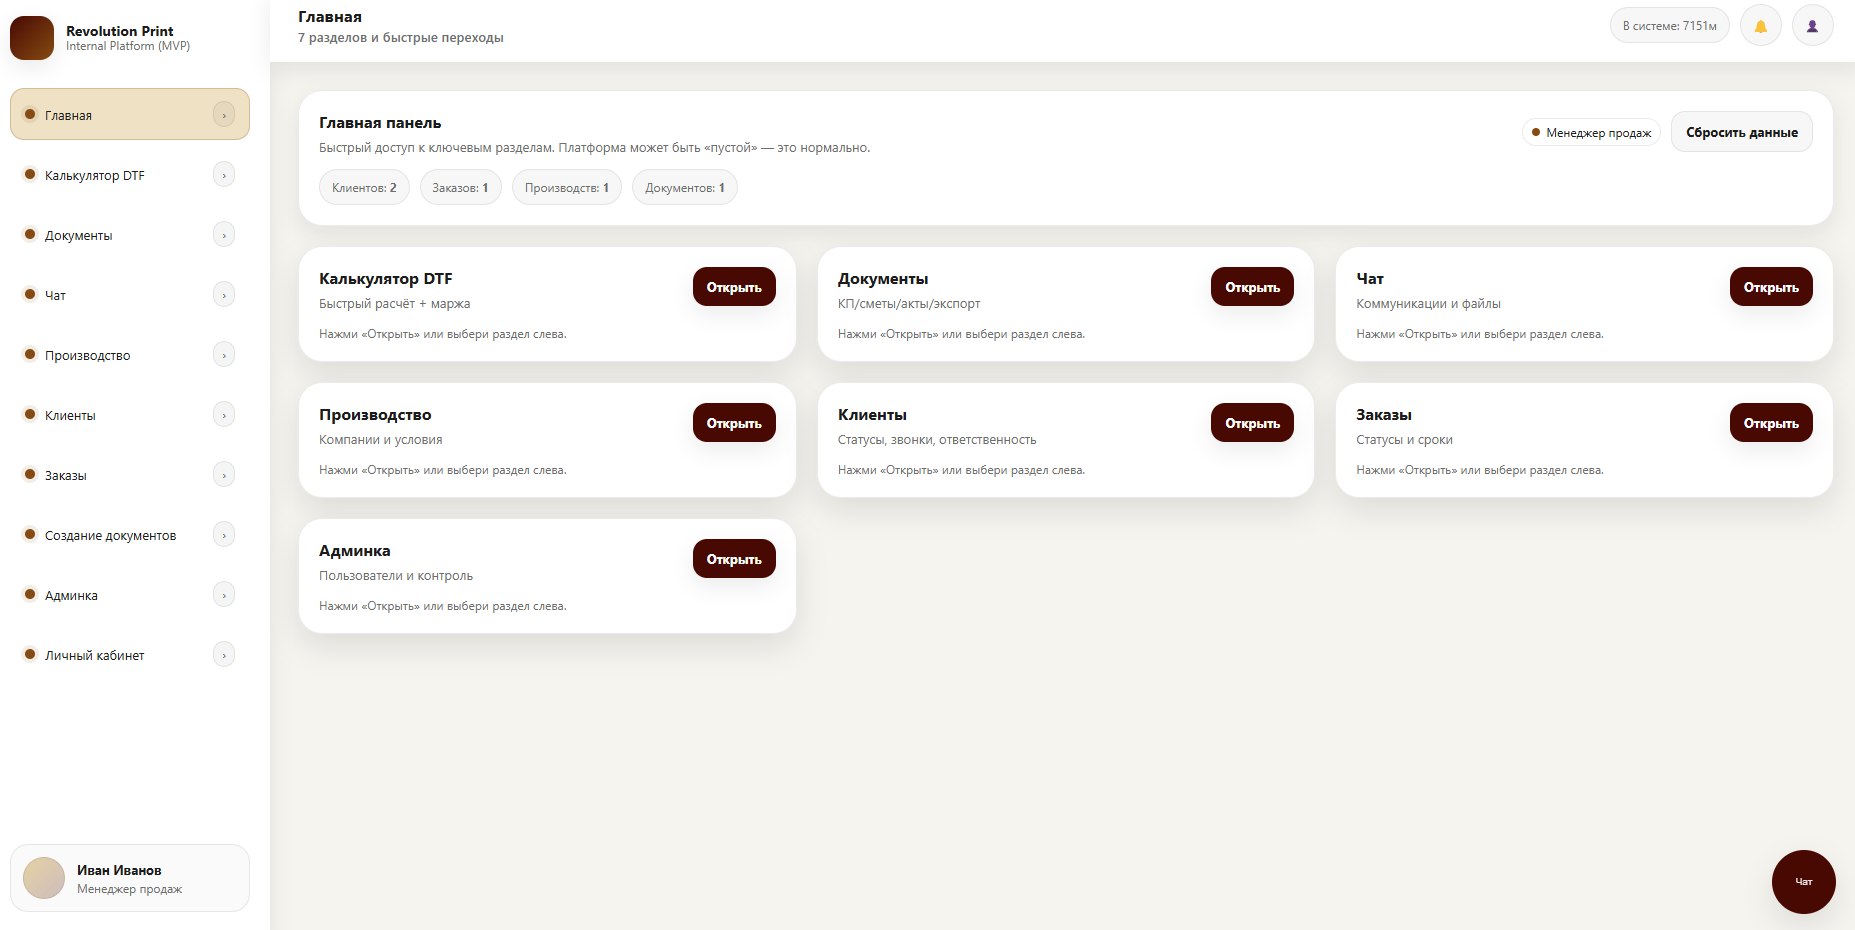 Revolution Print
Internal Platform (MVP)
Главная
Калькулятор DTF
Документы
Чат
Производство
Клиенты
Заказы
Создание документов
Админка
Личный кабинет
Иван Иванов
Менеджер продаж
Главная
7 разделов и быстрые переходы
В системе: 7151м
Главная панель
Быстрый доступ к ключевым разделам. Платформа может быть «пустой» — это нормально.
Менеджер продаж
Сбросить данные
Клиентов: 2
Заказов: 1
Производств: 1
Документов: 1
Калькулятор DTF
Быстрый расчёт + маржа
Нажми «Открыть» или выбери раздел слева.
Открыть
Документы
КП/сметы/акты/экспорт
Нажми «Открыть» или выбери раздел слева.
Открыть
Чат
Коммуникации и файлы
Нажми «Открыть» или выбери раздел слева.
Открыть
Производство
Компании и условия
Нажми «Открыть» или выбери раздел слева.
Открыть
Клиенты
Статусы, звонки, ответственность
Нажми «Открыть» или выбери раздел слева.
Открыть
Заказы
Статусы и сроки
Нажми «Открыть» или выбери раздел слева.
Открыть
Админка
Пользователи и контроль
Нажми «Открыть» или выбери раздел слева.
Открыть
Чат